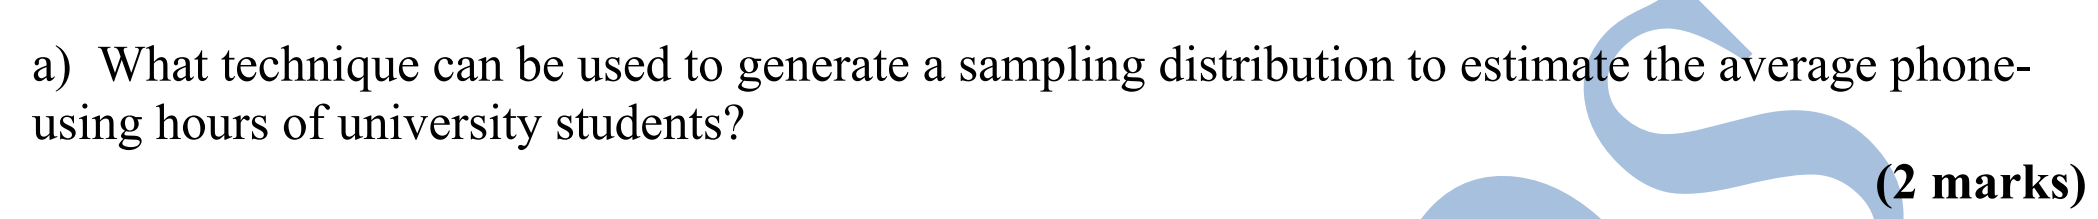 a) What technique can be used to generate a sampling distribution to estimate the average phone-
using hours of university students?
(2 marks)